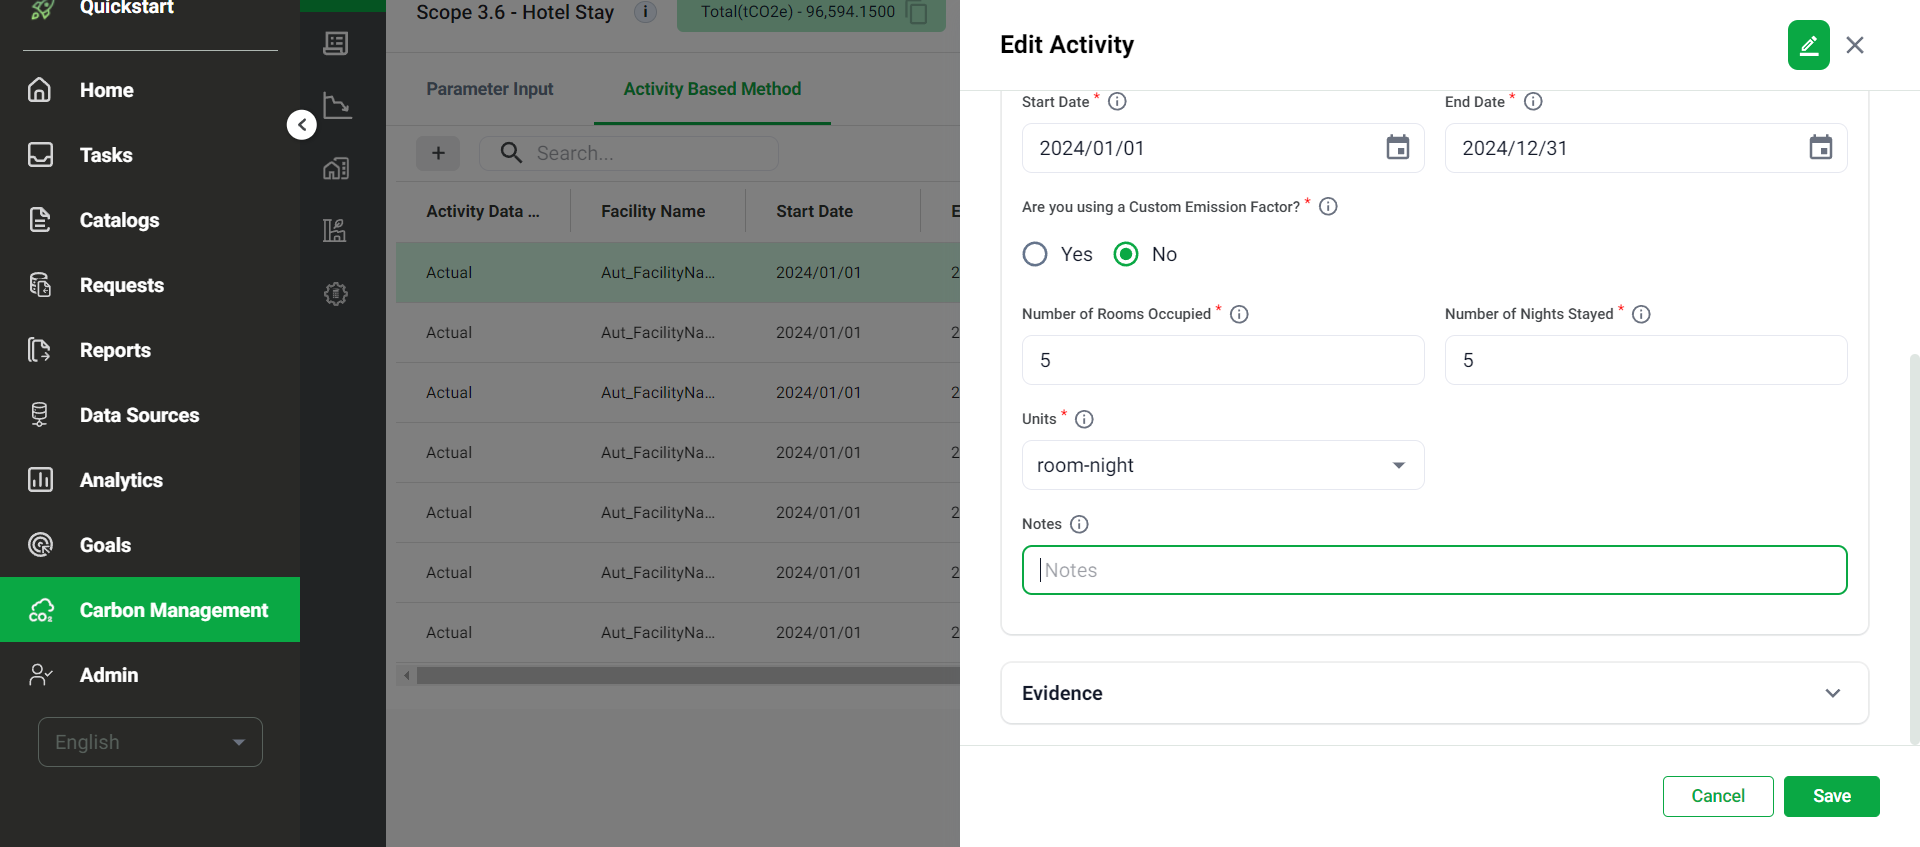 Quickstart
Home
Tasks
Catalogs
Requests
Reports
Data Sources
Analytics
Goals
Carbon Management
Admin
English
Scope 3.6 - Hotel Stay
Total(tCO2e) - 96,594.1500
Parameter Input
Activity Based Method
+
Search...
Activity Data ... Facility Name Start Date E
Actual Aut_FacilityNa... 2024/01/01 2
Actual Aut_FacilityNa... 2024/01/01 2
Actual Aut_FacilityNa... 2024/01/01 2
Actual Aut_FacilityNa... 2024/01/01 2
Actual Aut_FacilityNa... 2024/01/01 2
Actual Aut_FacilityNa... 2024/01/01 2
Actual Aut_FacilityNa... 2024/01/01 2
Edit Activity
Start Date * End Date *
2024/01/01 2024/12/31
Are you using a Custom Emission Factor? *
Yes No
Number of Rooms Occupied * Number of Nights Stayed *
5 5
Units *
room-night
Notes
Notes
Evidence
Cancel Save